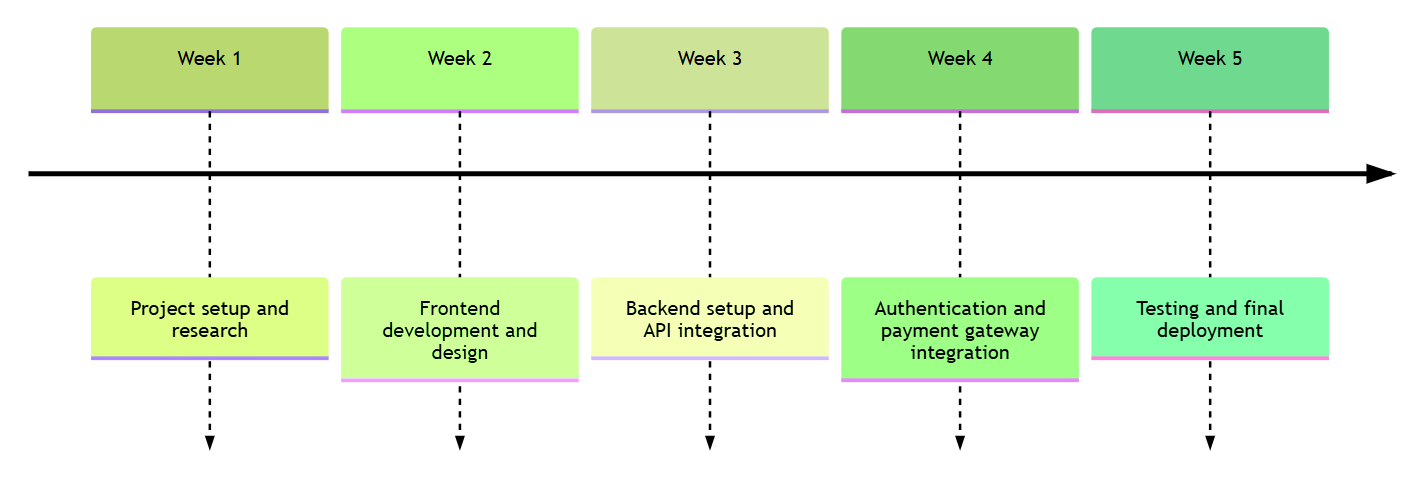 Week 1
Week 2
Week 3
Week 4
Week 5
Project setup and
research
Frontend
development and
design
Backend setup and
API integration
Authentication and
payment gateway
integration
Testing and final
deployment